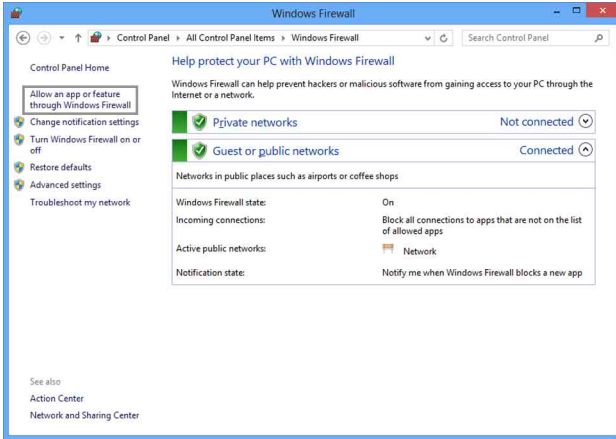 Windows Firewall
Control Panel ▸ All Control Panel Items ▸ Windows Firewall
Search Control Panel
Control Panel Home
Allow an app or feature
through Windows Firewall
Change notification settings
Turn Windows Firewall on or
off
Restore defaults
Advanced settings
Troubleshoot my network
Help protect your PC with Windows Firewall
Windows Firewall can help prevent hackers or malicious software from gaining access to your PC through the
Internet or a network.
Private networks Not connected
Guest or public networks Connected
Networks in public places such as airports or coffee shops
Windows Firewall state: On
Incoming connections: Block all connections to apps that are not on the list
of allowed apps
Active public networks: Network
Notification state: Notify me when Windows Firewall blocks a new app
See also
Action Center
Network and Sharing Center